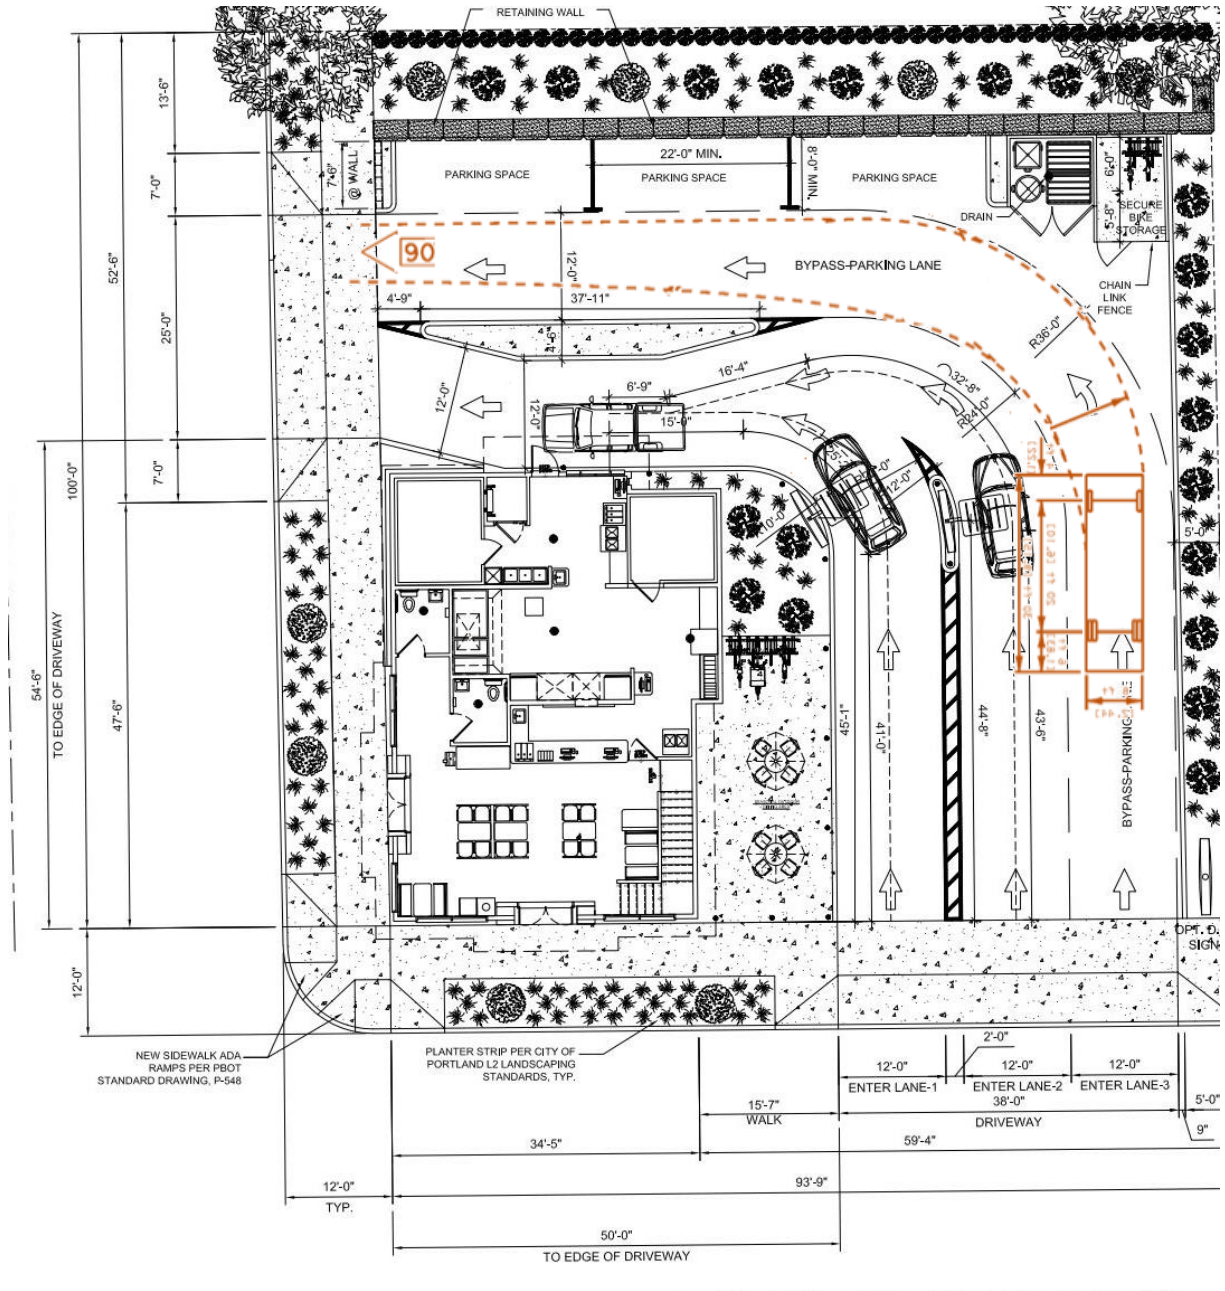 RETAINING WALL
13'-6"
7'-0"
25'-0"
52'-6"
100'-0"
7'-0"
54'-6"
TO EDGE OF DRIVEWAY
47'-6"
12'-0"
7'-6"
@ WALL
PARKING SPACE
22'-0" MIN.
PARKING SPACE
8'-0" MIN.
PARKING SPACE
DRAIN
6'-0"
5'-8"
SECURE
BIKE
STORAGE
CHAIN
LINK
FENCE
90
12'-0"
BYPASS-PARKING LANE
4'-9"
37'-11"
R36'-0"
16'-4"
32'-8"
R24'-0"
6'-9"
15'-0"
12'-0"
12'-0"
12'-0"
10'-0"
5'-0"
45'-1"
41'-0"
44'-8"
43'-6"
BYPASS-PARKING
OPT. D.
SIGN
NEW SIDEWALK ADA
RAMPS PER PBOT
STANDARD DRAWING, P-548
PLANTER STRIP PER CITY OF
PORTLAND L2 LANDSCAPING
STANDARDS, TYP.
2'-0"
12'-0"
12'-0"
12'-0"
ENTER LANE-1
ENTER LANE-2
ENTER LANE-3
15'-7"
WALK
38'-0"
DRIVEWAY
5'-0"
9"
34'-5"
59'-4"
12'-0"
TYP.
93'-9"
50'-0"
TO EDGE OF DRIVEWAY